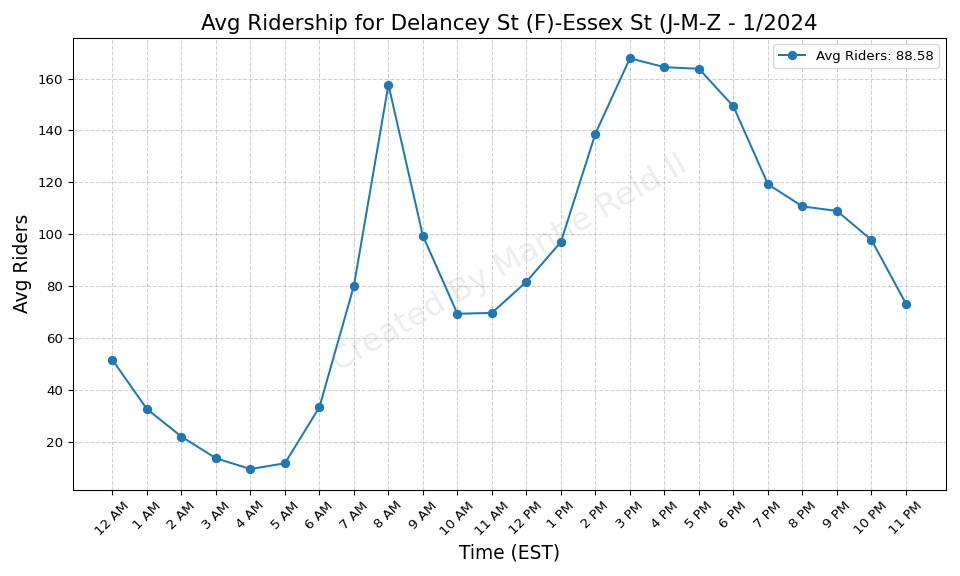 Avg Ridership for Delancey St (F)-Essex St (J-M-Z - 1/2024
Avg Riders: 88.58
Avg Riders
160
140
120
100
80
60
40
20
Created By Mantie Reid II
12 AM
1 AM
2 AM
3 AM
4 AM
5 AM
6 AM
7 AM
8 AM
9 AM
10 AM
11 AM
12 PM
1 PM
2 PM
3 PM
4 PM
5 PM
6 PM
7 PM
8 PM
9 PM
10 PM
11 PM
Time (EST)